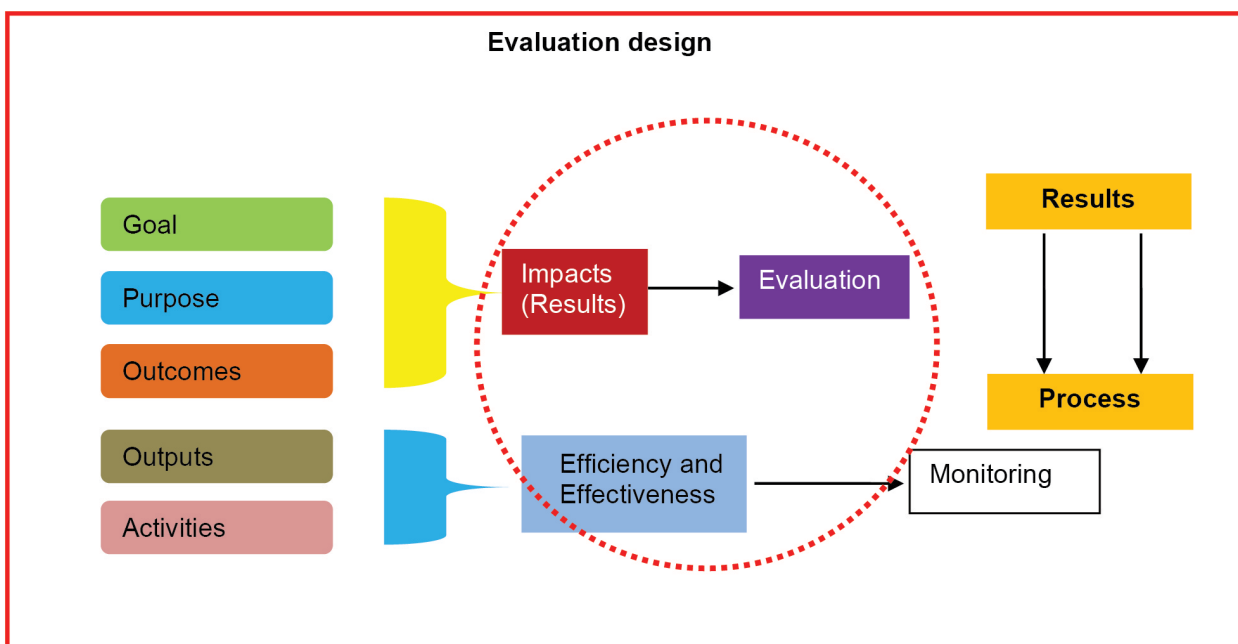 Evaluation design
Goal
Purpose
Outcomes
Outputs
Activities
Impacts
(Results)
Evaluation
Efficiency and
Effectiveness
Monitoring
Results
Process